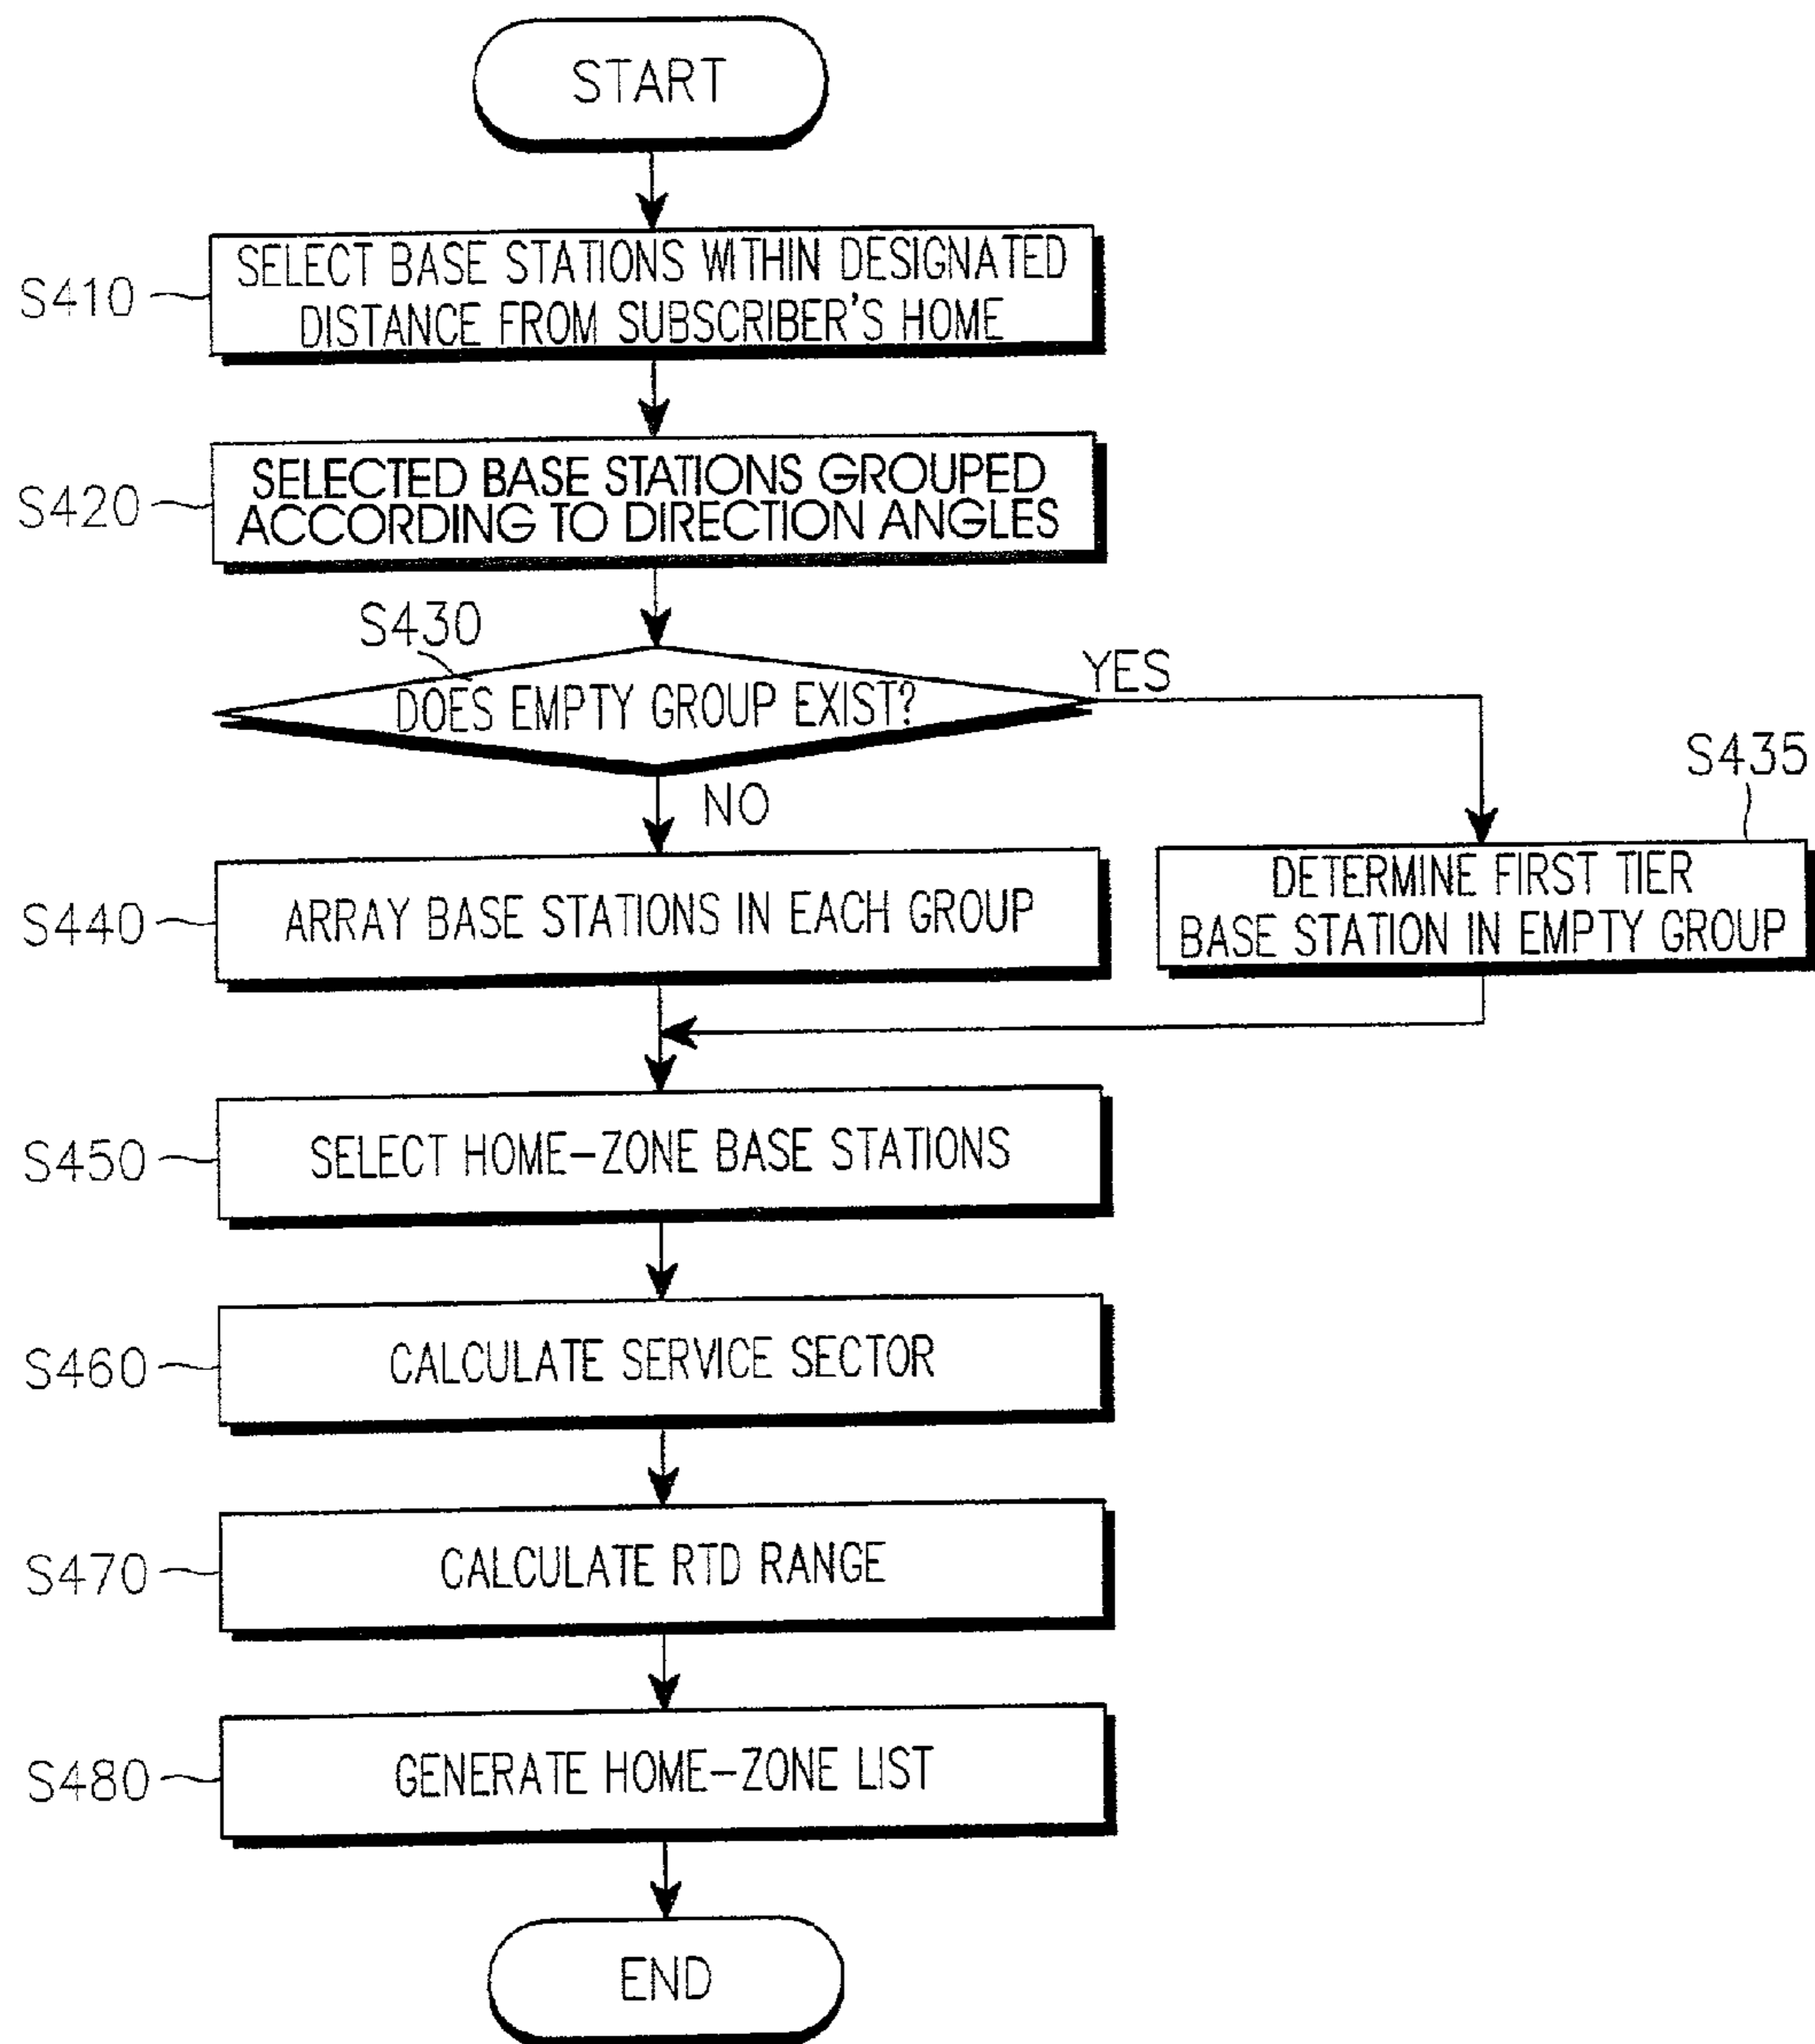 START
S410
SELECT BASE STATIONS WITHIN DESIGNATED
DISTANCE FROM SUBSCRIBER'S HOME
S420
SELECTED BASE STATIONS GROUPED
ACCORDING TO DIRECTION ANGLES
S430
DOES EMPTY GROUP EXIST?
YES
NO
S435
DETERMINE FIRST TIER
BASE STATION IN EMPTY GROUP
S440
ARRAY BASE STATIONS IN EACH GROUP
S450
SELECT HOME-ZONE BASE STATIONS
S460
CALCULATE SERVICE SECTOR
S470
CALCULATE RTD RANGE
S480
GENERATE HOME-ZONE LIST
END